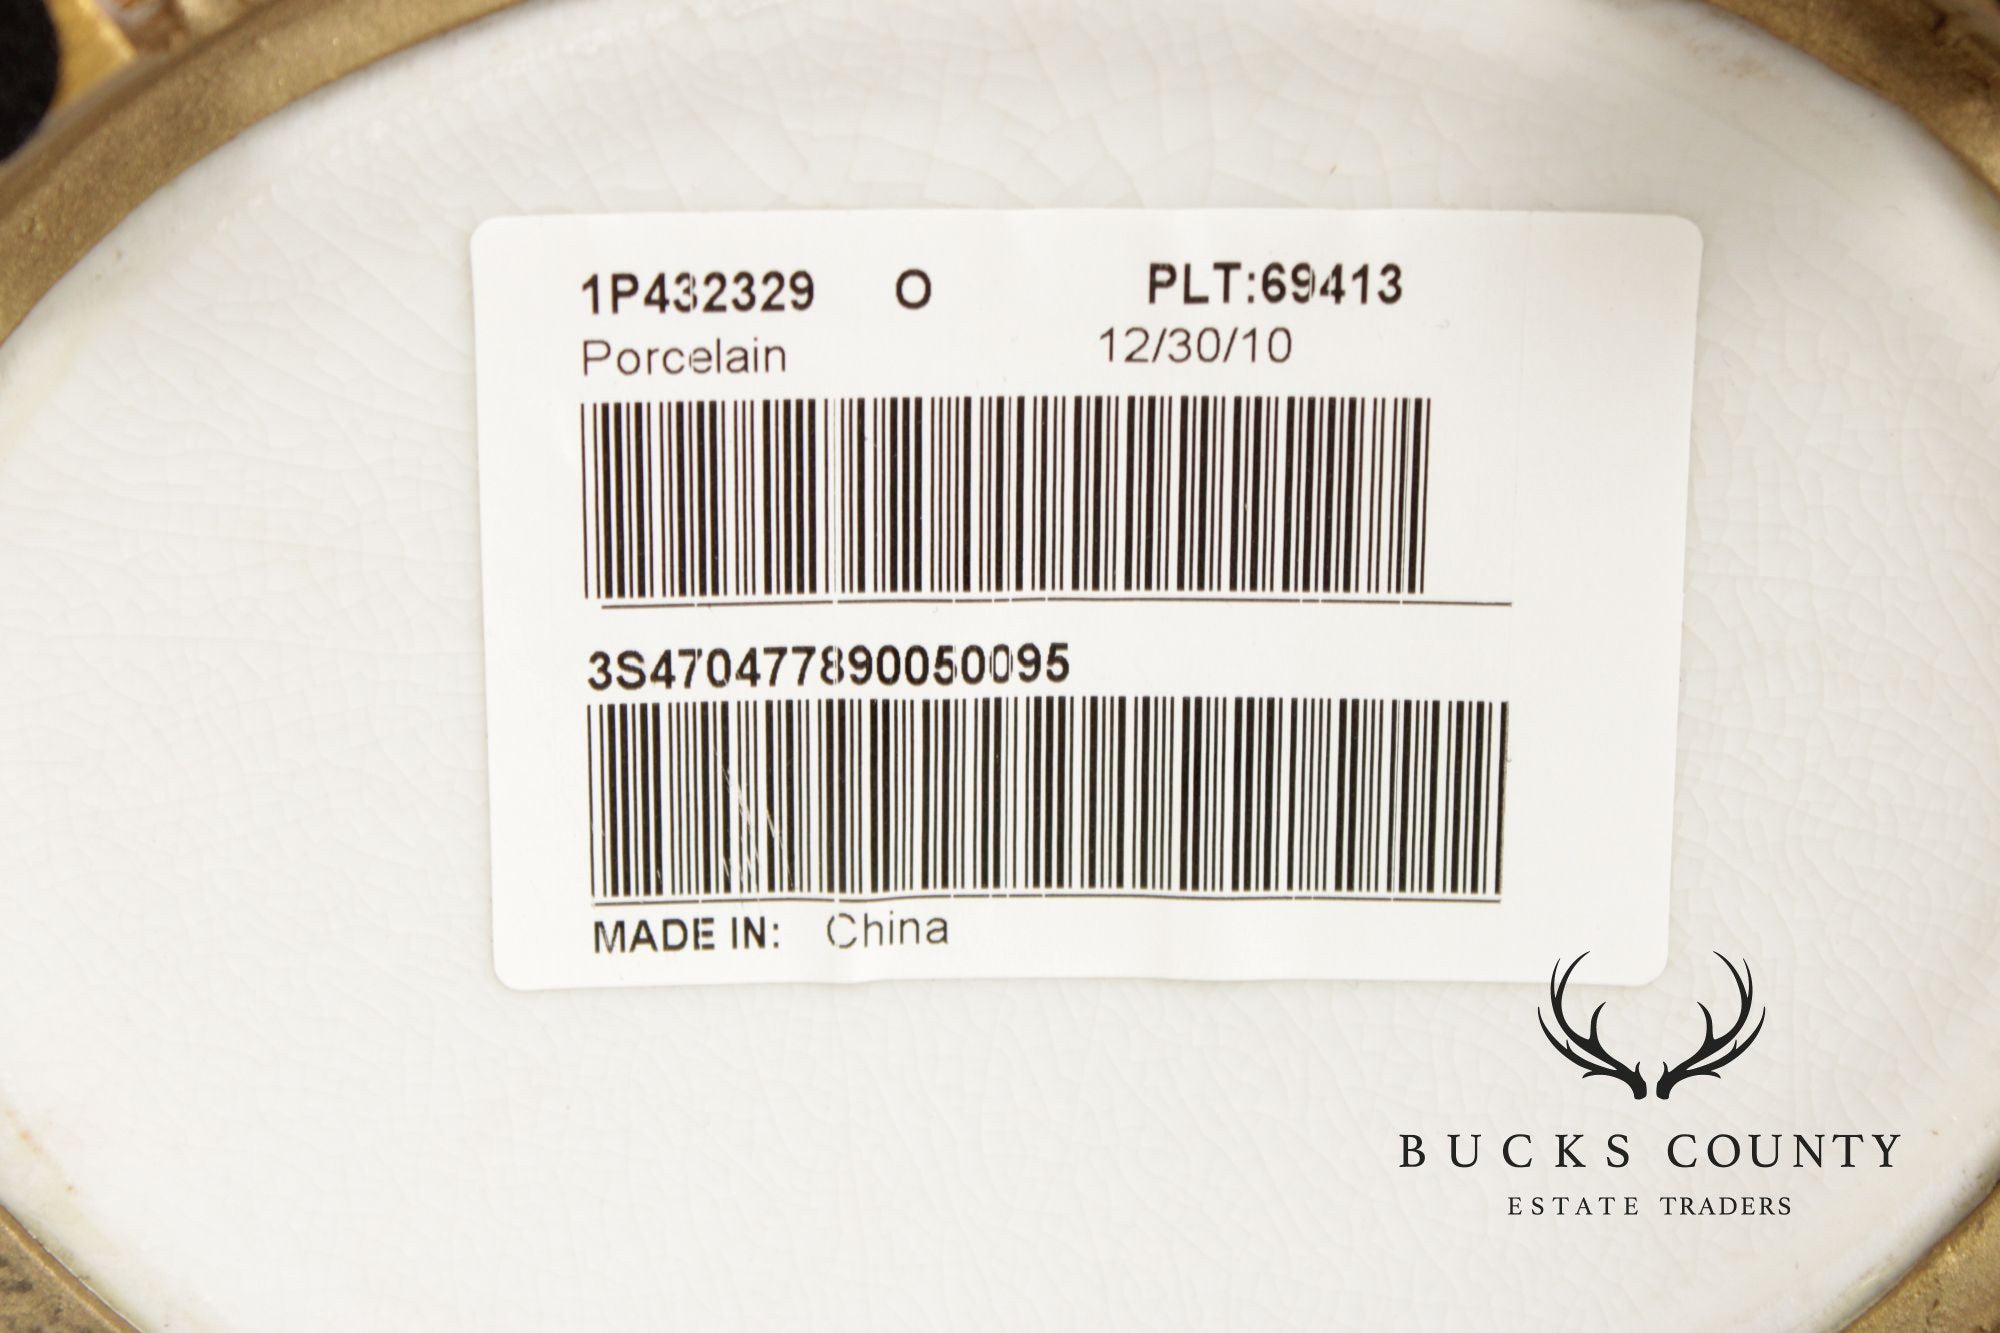 1P432329 O PLT:69413
Porcelain 12/30/10
3S470477890050095
MADE IN: China
BUCKS COUNTY
ESTATE TRADERS